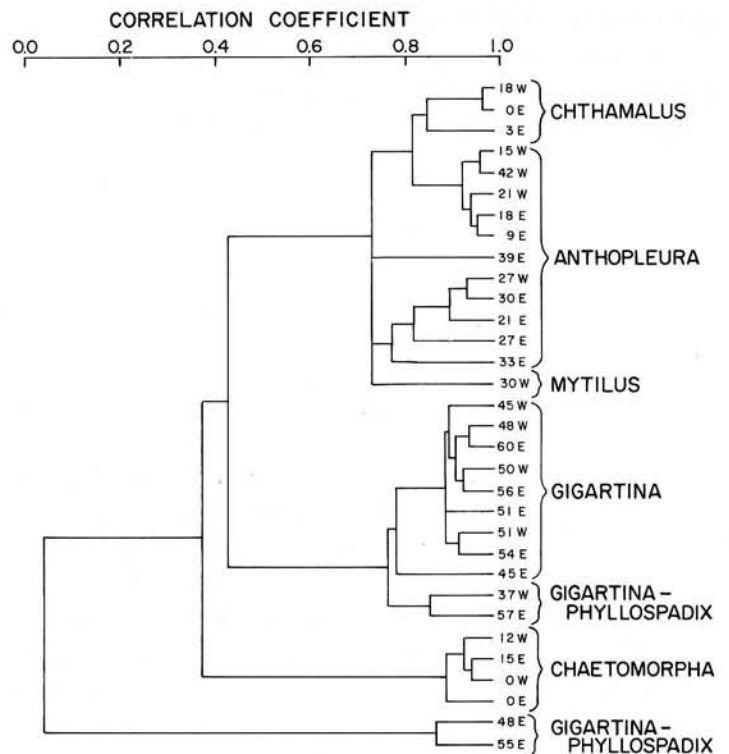 CORRELATION COEFFICIENT
0.0 0.2 0.4 0.6 0.8 1.0
18 W
0 E
3 E
CHTHAMALUS
15 W
42 W
21 W
18 E
9 E
39 E
27 W
30 E
21 E
27 E
33 E
ANTHOPLEURA
30 W
MYTILUS
45 W
48 W
60 E
50 W
56 E
51 E
51 W
54 E
45 E
GIGARTINA
37 W
57 E
GIGARTINA –
PHYLLOSPADIX
12 W
15 E
0 W
0 E
CHAETOMORPHA
48 E
55 E
GIGARTINA –
PHYLLOSPADIX